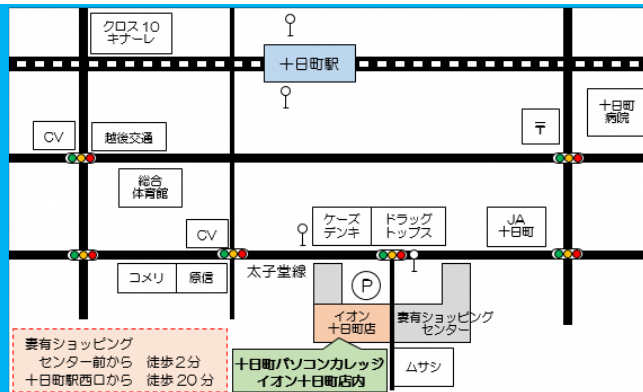 クロス10
キナーレ
十日町駅
十日町
病院
〒
CV
越後交通
総合
体育館
CV
ケーズ
デンキ
ドラッグ
トップス
JA
十日町
コメリ
原信
太子堂線
P
イオン
十日町店
妻有ショッピング
センター
ムサシ
妻有ショッピング
センター前から 徒歩2分
十日町駅西口から 徒歩20分
十日町パソコンカレッジ
イオン十日町店内